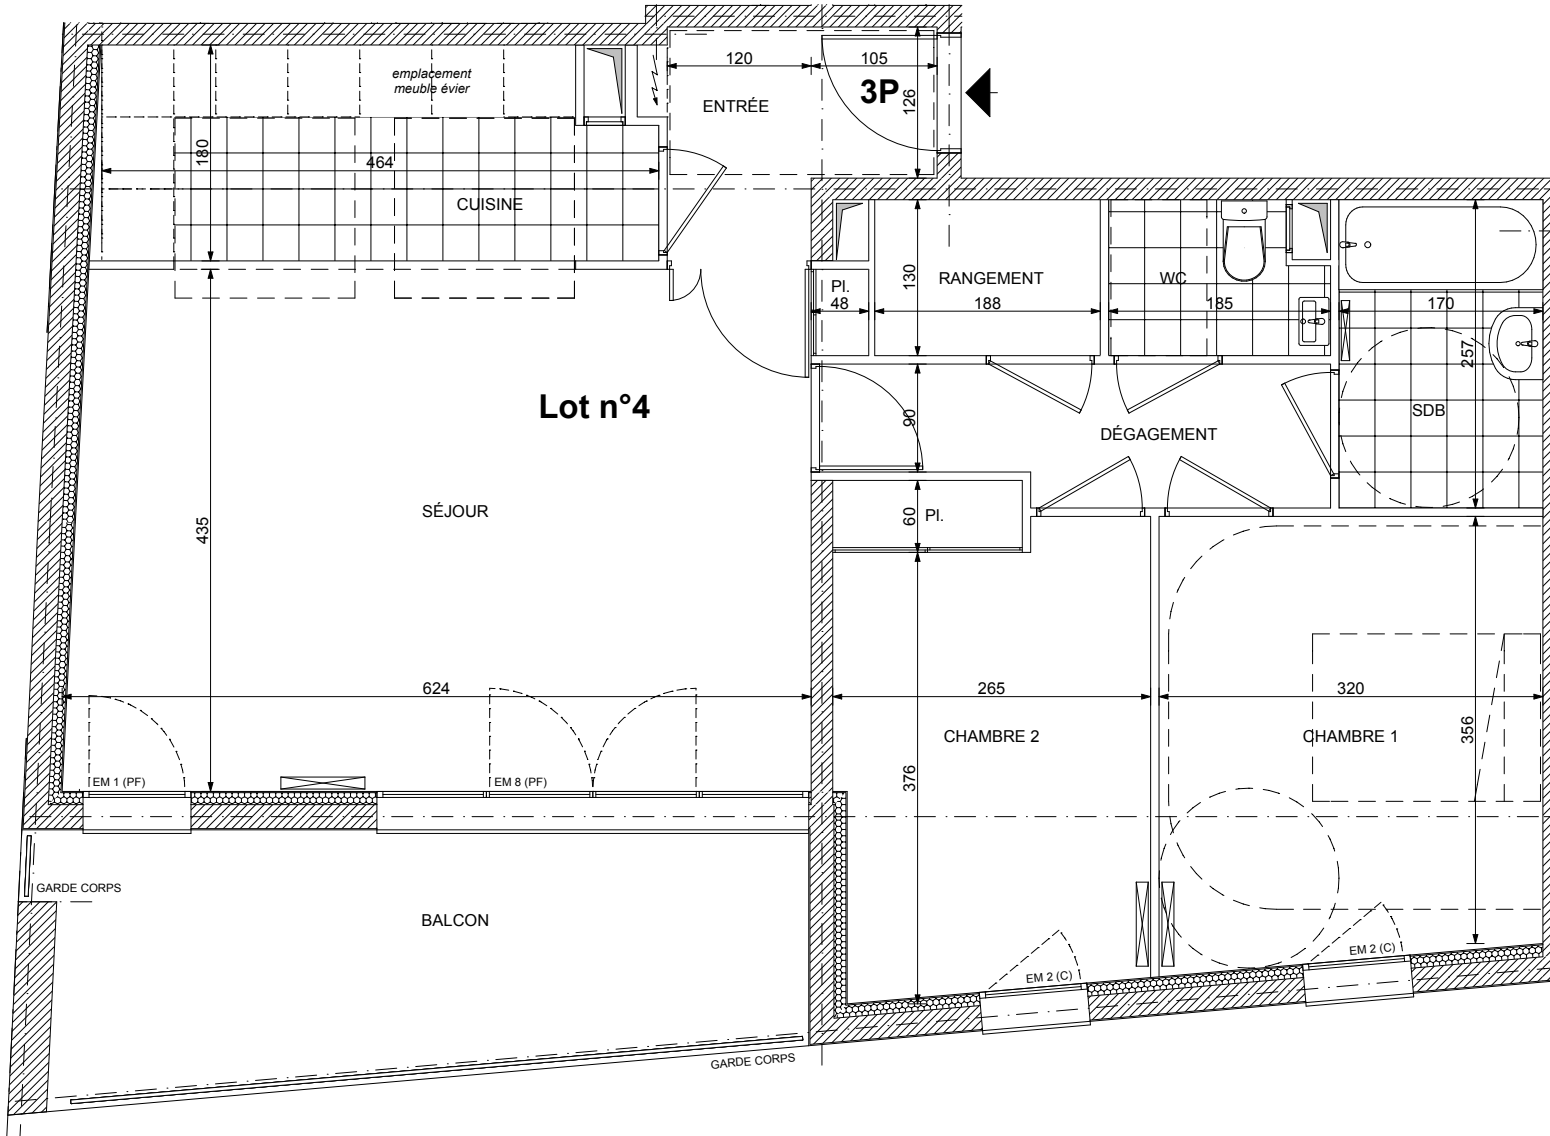 emplacement
meuble évier
120
105
3P
126
ENTRÉE
180
464
CUISINE
130
Pl.
48
RANGEMENT
188
WC
185
170
257
Lot n°4
90
DÉGAGEMENT
SDB
SÉJOUR
435
60
Pl.
624
265
320
CHAMBRE 2
CHAMBRE 1
356
376
EM 1 (PF)
EM 8 (PF)
GARDE CORPS
BALCON
EM 2 (C)
EM 2 (C)
GARDE CORPS